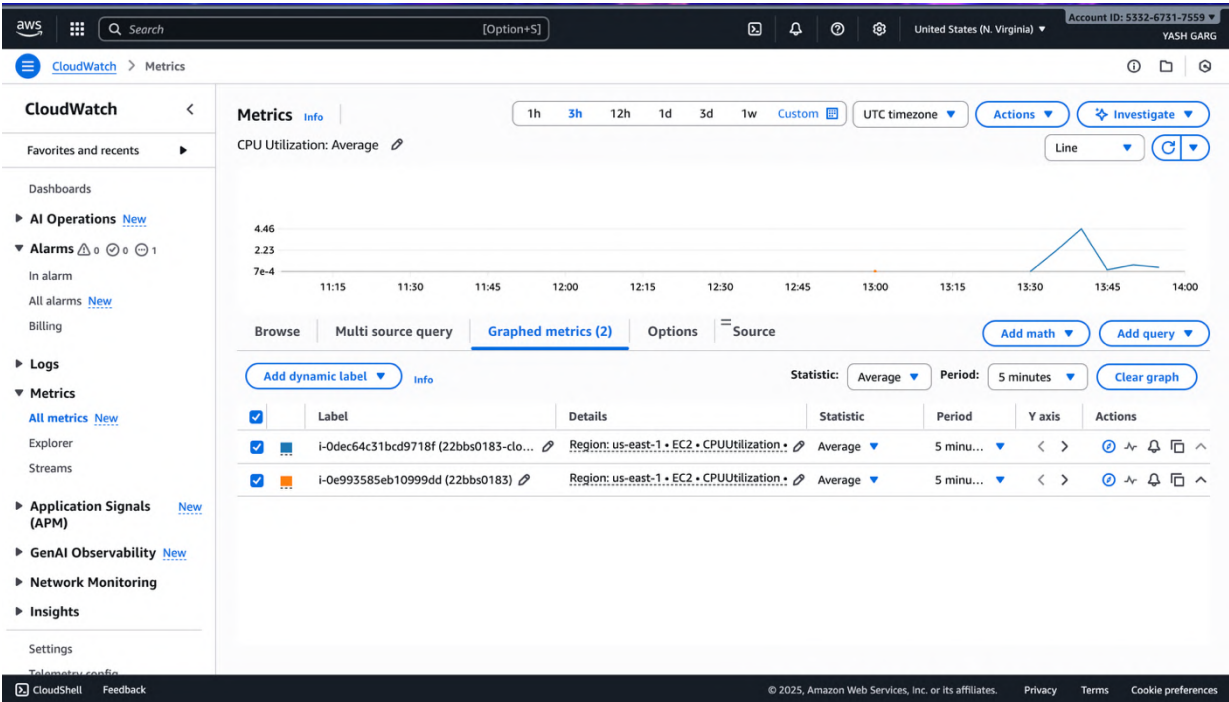 aws Search [Option+S] United States (N. Virginia) ▼ Account ID: 5332-6731-7559 ▼
YASH GARG
CloudWatch > Metrics
CloudWatch
Favorites and recents
Dashboards
AI Operations New
Alarms 0 0 1
In alarm
All alarms New
Billing
Logs
Metrics
All metrics New
Explorer
Streams
Application Signals (APM) New
GenAI Observability New
Network Monitoring
Insights
Settings
Telemetry config
Metrics Info
1h 3h 12h 1d 3d 1w Custom UTC timezone Actions Investigate
CPU Utilization: Average
Line
4.46
2.23
7e-4
11:15 11:30 11:45 12:00 12:15 12:30 12:45 13:00 13:15 13:30 13:45 14:00
Browse Multi source query Graphed metrics (2) Options Source Add math Add query
Add dynamic label Info Statistic: Average Period: 5 minutes Clear graph
Label Details Statistic Period Y axis Actions
i-0dec64c31bcd9718f (22bbs0183-clo... Region: us-east-1 • EC2 • CPUUtilization • Average 5 minu...
i-0e993585eb10999dd (22bbs0183) Region: us-east-1 • EC2 • CPUUtilization • Average 5 minu...
CloudShell Feedback © 2025, Amazon Web Services, Inc. or its affiliates. Privacy Terms Cookie preferences